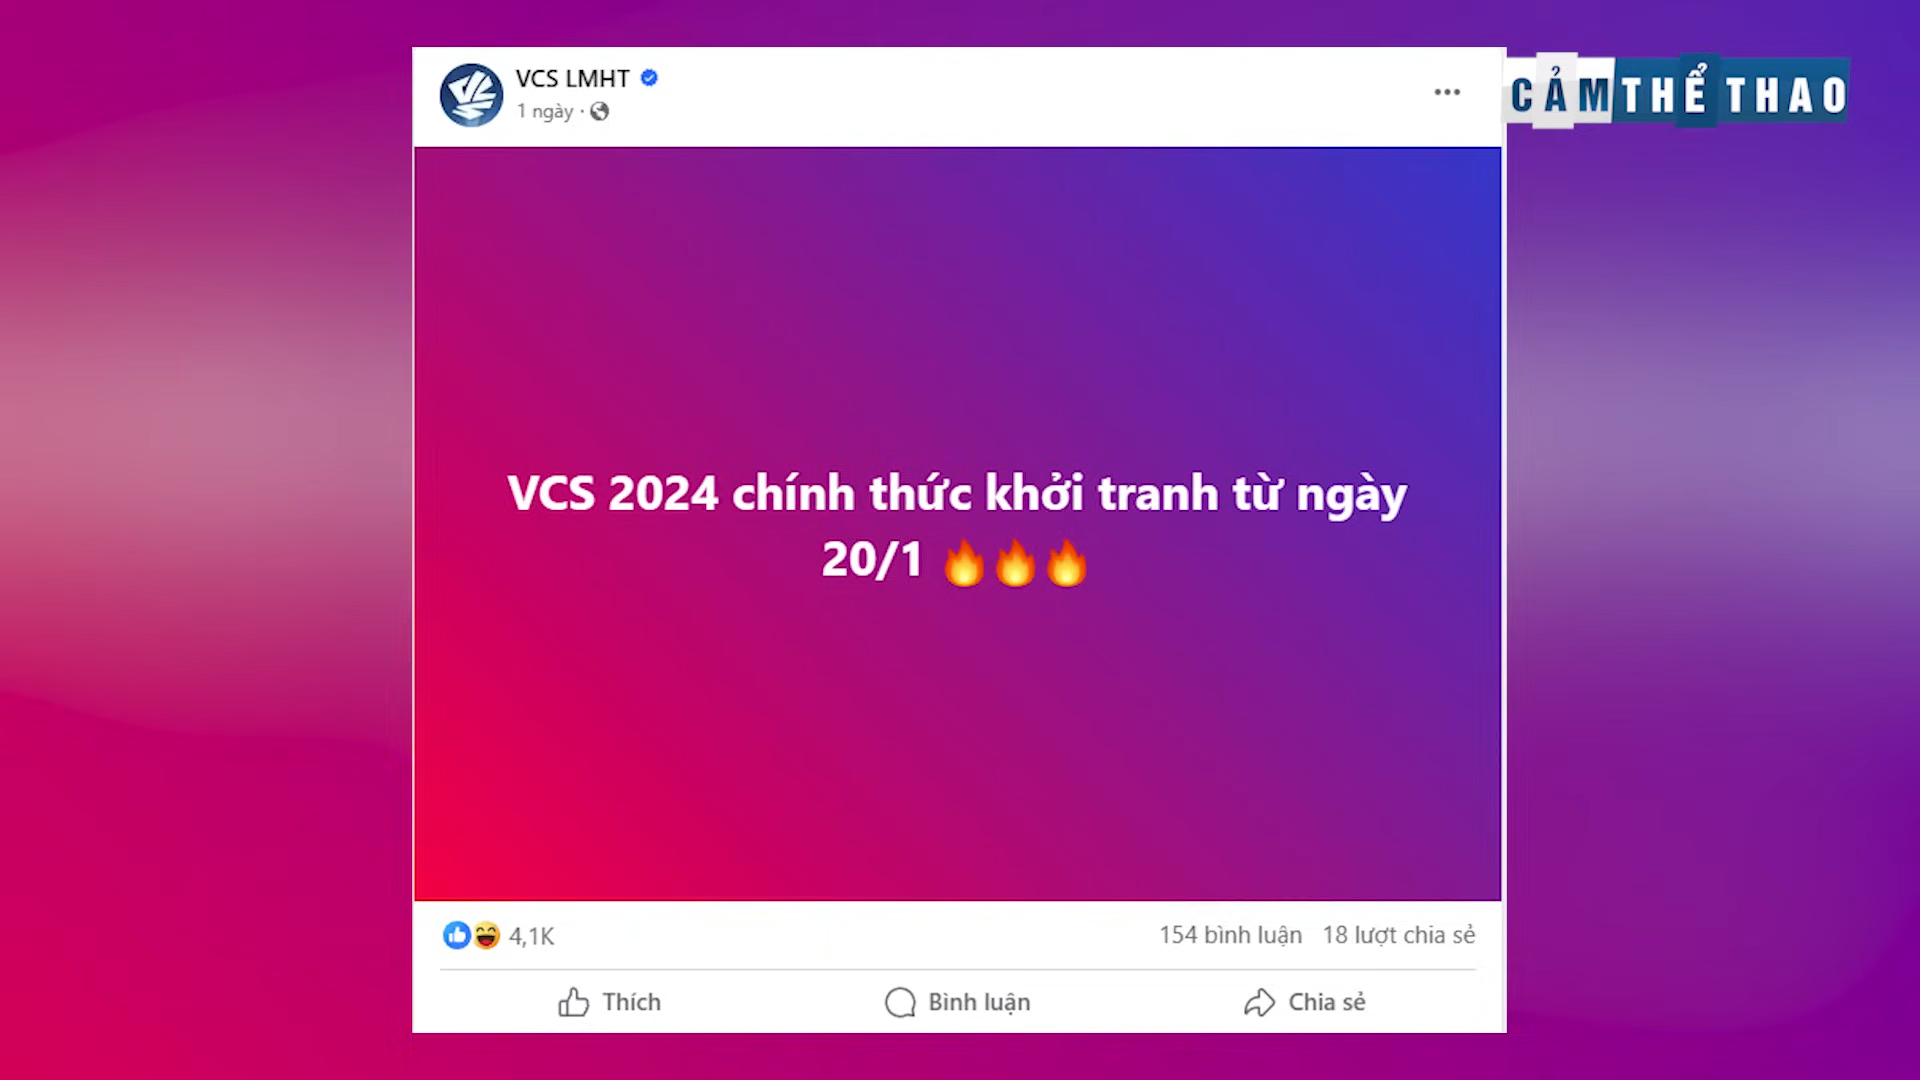 VCS LMHT
1 ngày ·
CẢM THỂ THAO
VCS 2024 chính thức khởi tranh từ ngày
20/1 🔥🔥🔥
4,1K
154 bình luận 18 lượt chia sẻ
Thích
Bình luận
Chia sẻ